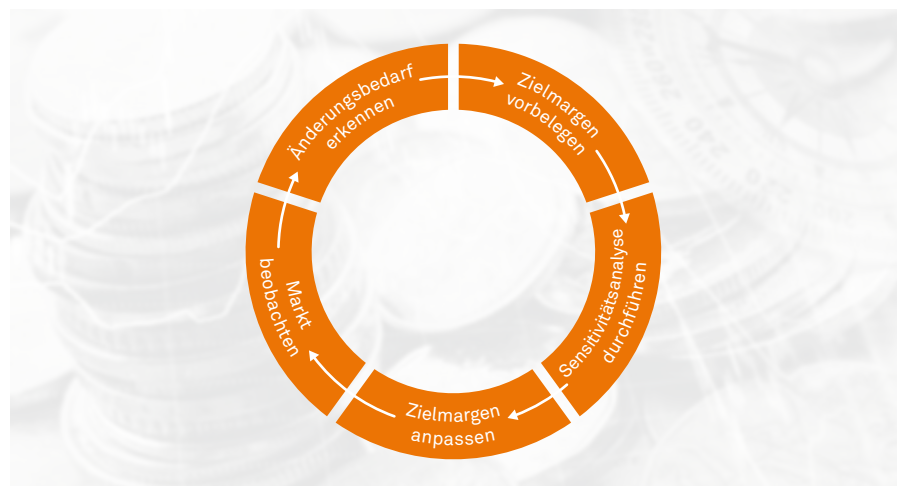 Änderungsbedarf
erkennen
Zielmargen
vorbelegen
Sensitivitätsanalyse
durchführen
Zielmargen
anpassen
Markt
beobachten